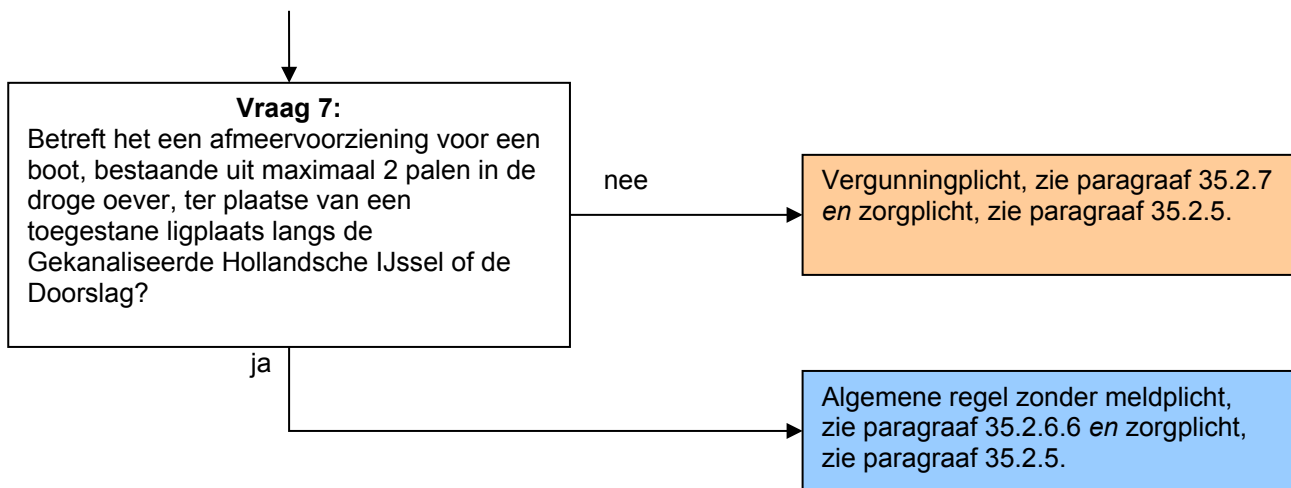 Vraag 7:
Betreft het een afmeervoorziening voor een
boot, bestaande uit maximaal 2 palen in de
droge oever, ter plaatse van een
toegestane ligplaats langs de
Gekanaliseerde Hollandsche IJssel of de
Doorslag?
nee
Vergunningplicht, zie paragraaf 35.2.7
en zorgplicht, zie paragraaf 35.2.5.
ja
Algemene regel zonder meldplicht,
zie paragraaf 35.2.6.6 en zorgplicht,
zie paragraaf 35.2.5.